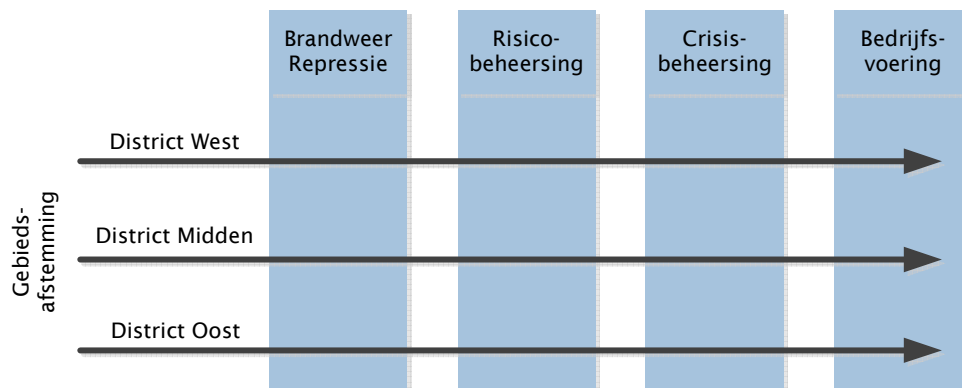 Brandweer
Repressie
Risico-
beheersing
Crisis-
beheersing
Bedrijfs-
voering
Gebieds-
afstemming
District West
District Midden
District Oost